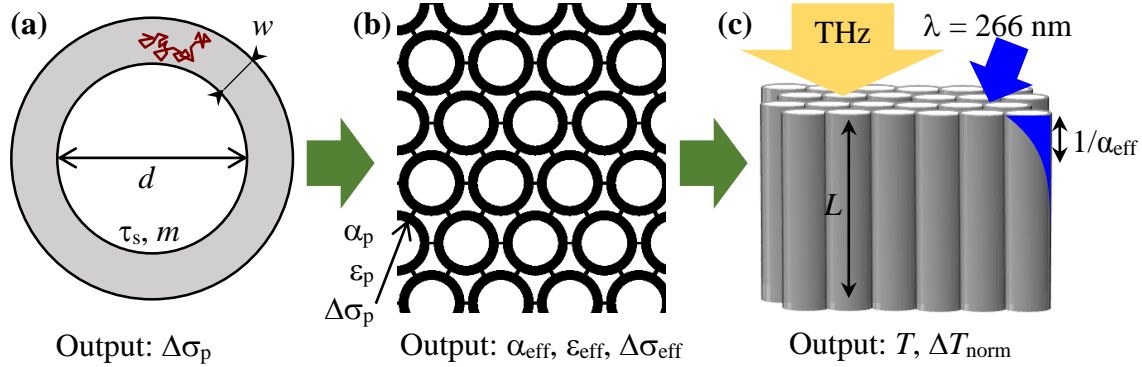 (a)
w
d
τs, m
Output: Δσp
(b)
αp
εp
Δσp
Output: αeff, εeff, Δσeff
(c)
THz
λ = 266 nm
1/αeff
L
Output: T, ΔTnorm